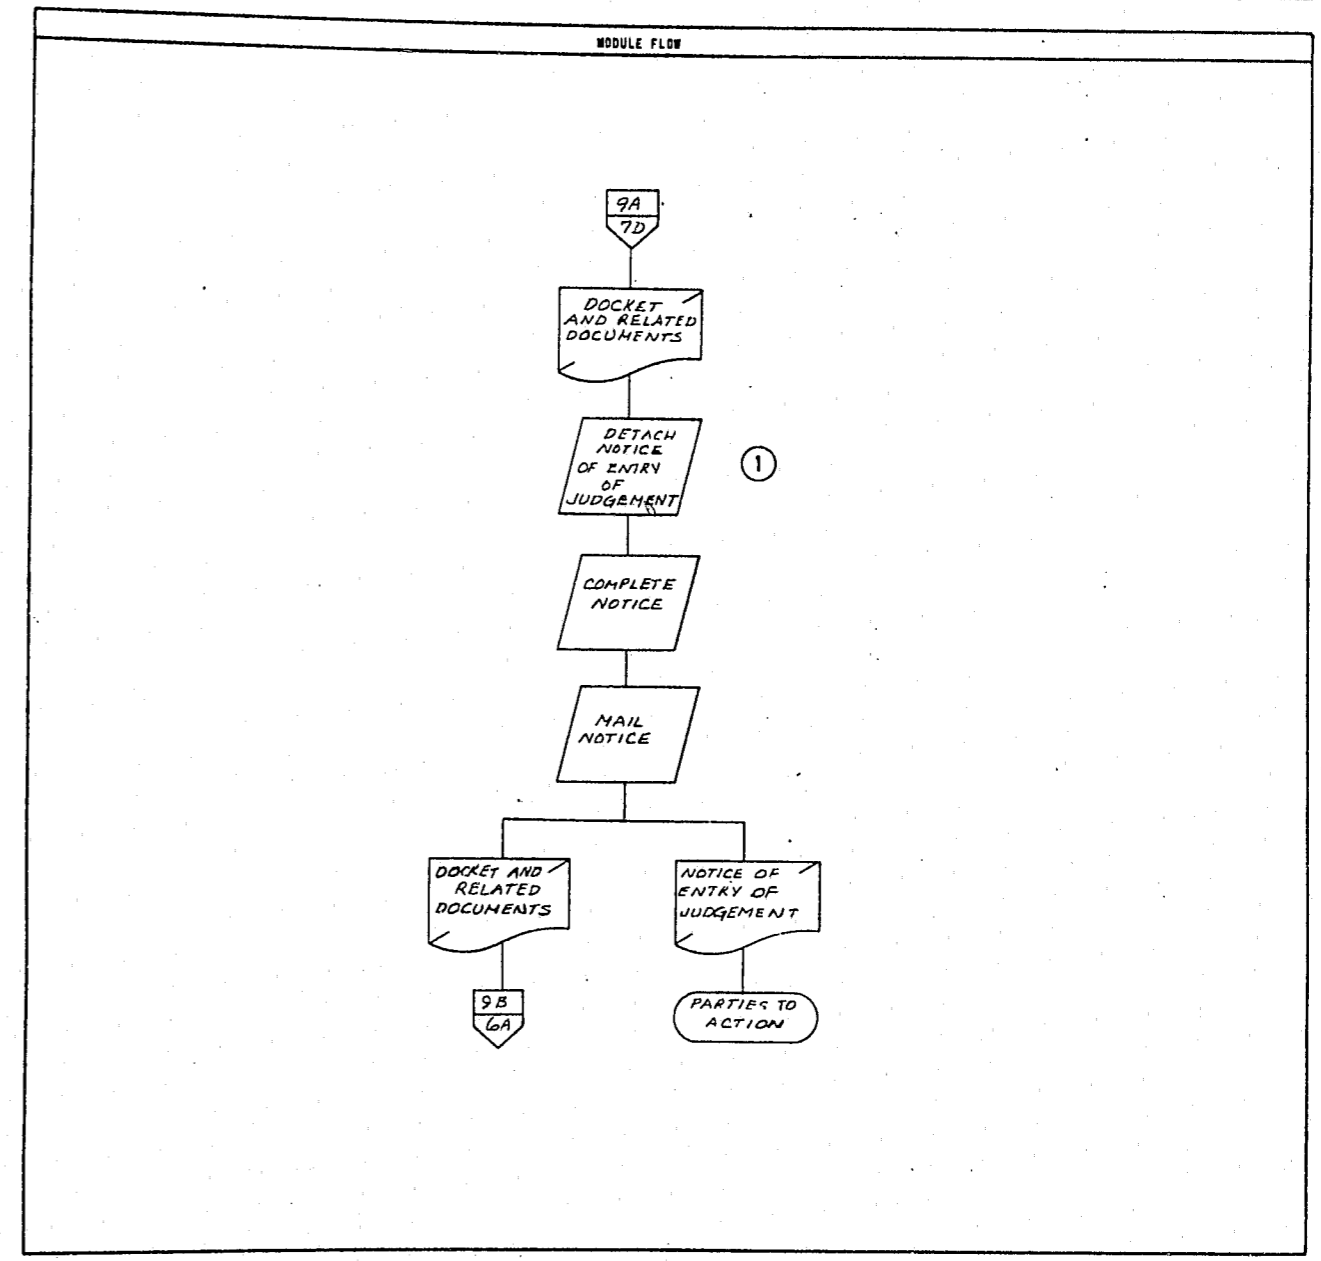 MODULE FLOW
9A
7D
DOCKET
AND RELATED
DOCUMENTS
DETACH
NOTICE
OF ENTRY
OF
JUDGEMENT
1
COMPLETE
NOTICE
MAIL
NOTICE
DOCKET AND
RELATED
DOCUMENTS
NOTICE OF
ENTRY OF
JUDGEMENT
9B
6A
PARTIES TO
ACTION